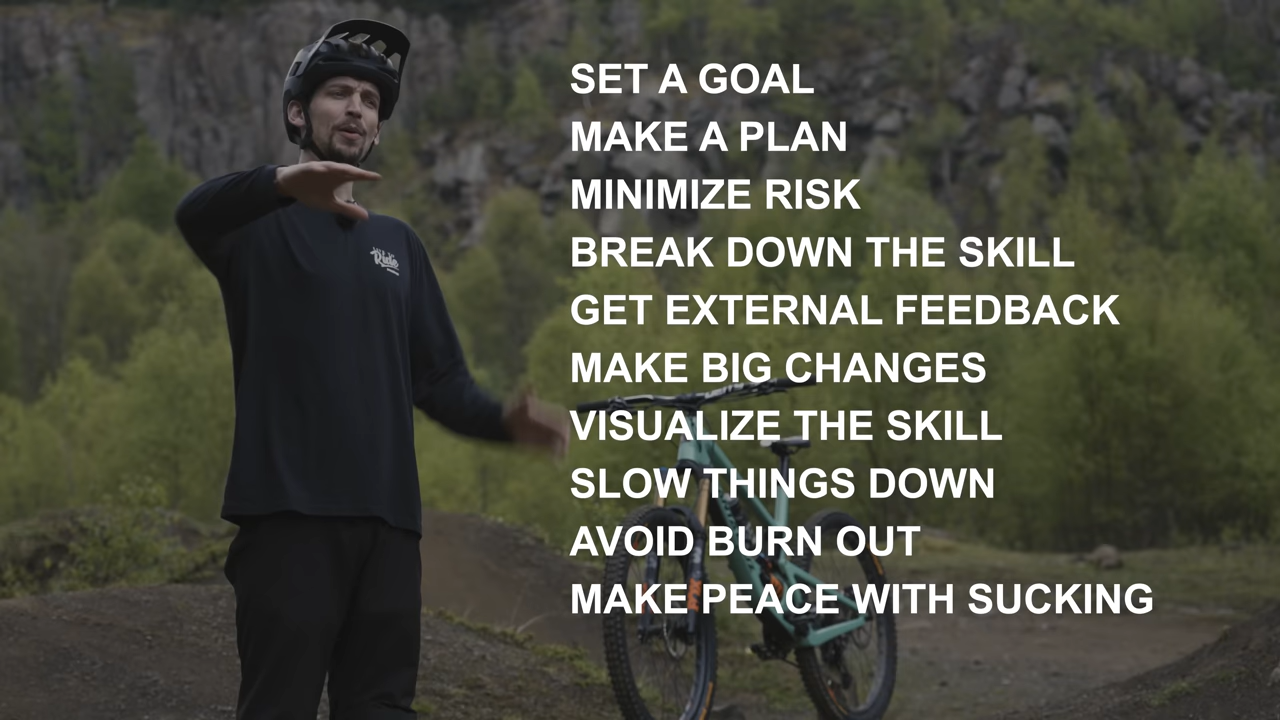 Ride
SET A GOAL
MAKE A PLAN
MINIMIZE RISK
BREAK DOWN THE SKILL
GET EXTERNAL FEEDBACK
MAKE BIG CHANGES
VISUALIZE THE SKILL
SLOW THINGS DOWN
AVOID BURN OUT
MAKE PEACE WITH SUCKING